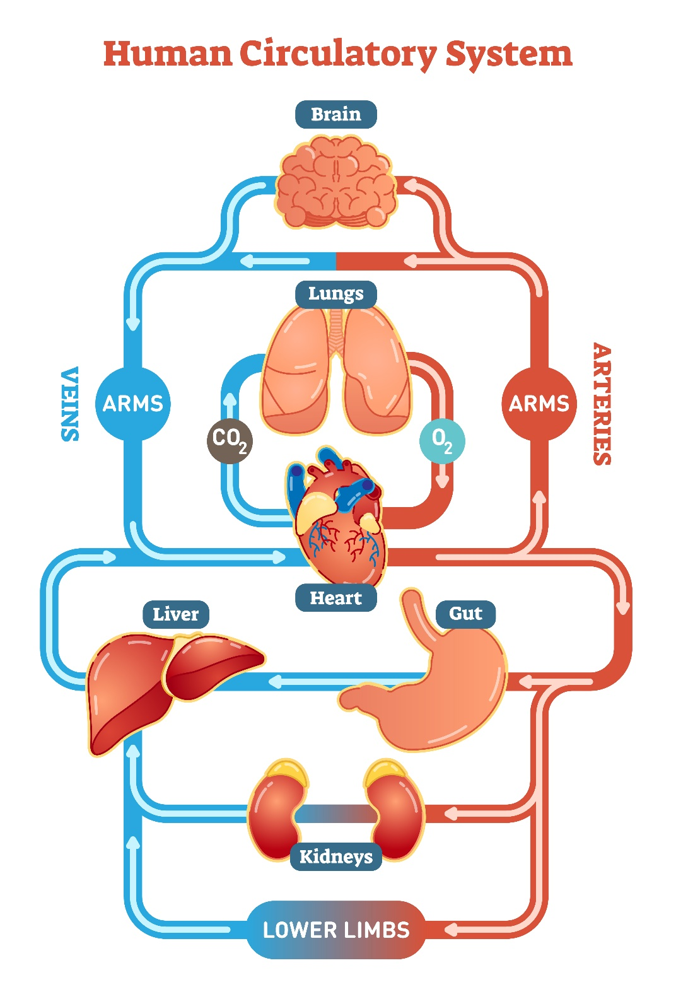 Human Circulatory System
Brain
Lungs
VEINS
ARTERIES
ARMS
ARMS
CO2
O2
Heart
Liver
Gut
Kidneys
LOWER LIMBS